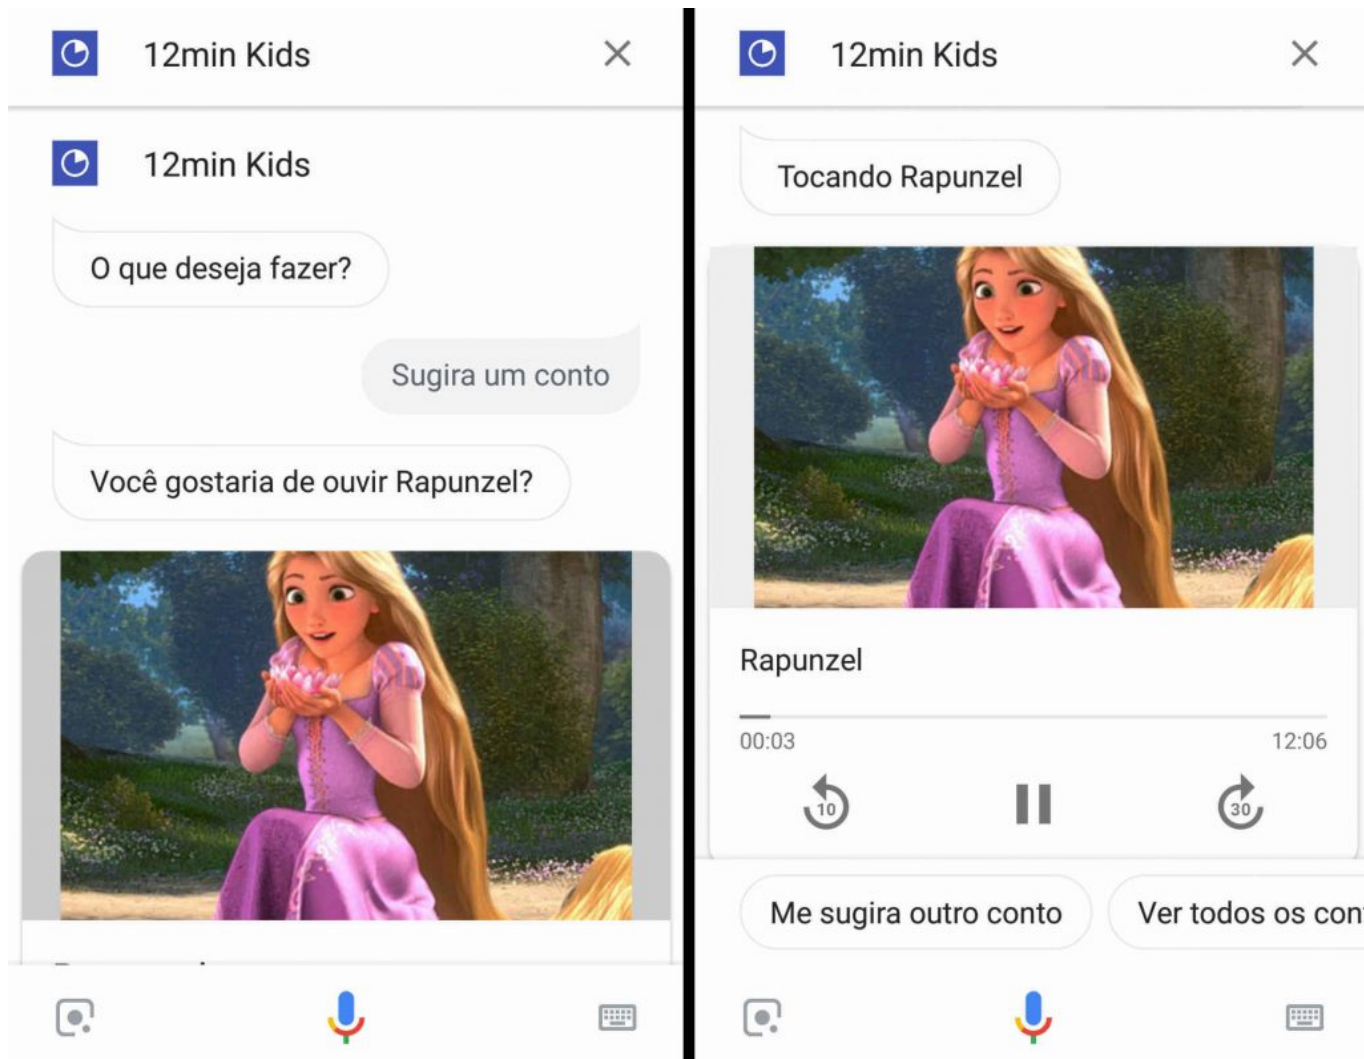 12min Kids
12min Kids
O que deseja fazer?
Sugira um conto
Você gostaria de ouvir Rapunzel?
12min Kids
Tocando Rapunzel
Rapunzel
00:03 12:06
10 30
Me sugira outro conto Ver todos os